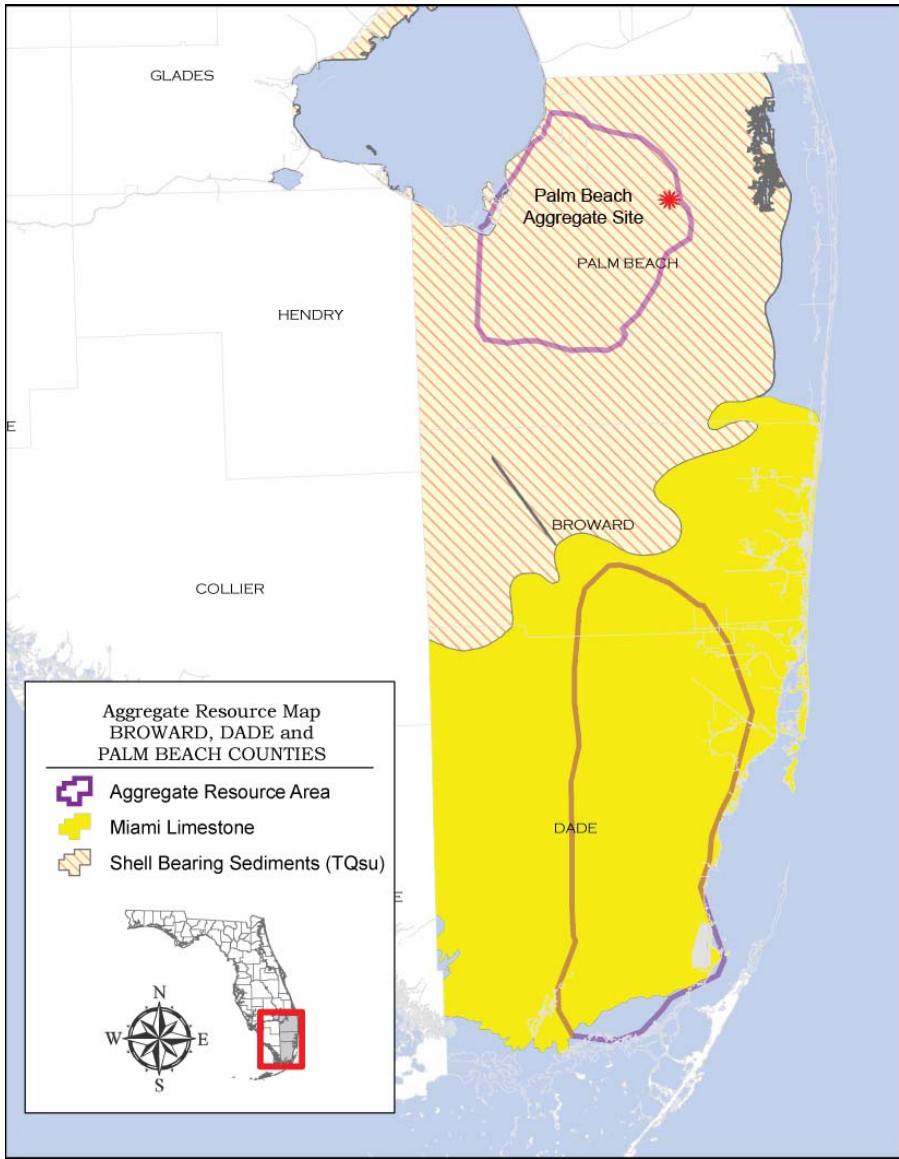 GLADES
Palm Beach
Aggregate Site
PALM BEACH
HENDRY
E
BROWARD
COLLIER
DADE
E
Aggregate Resource Map
BROWARD, DADE and
PALM BEACH COUNTIES
Aggregate Resource Area
Miami Limestone
Shell Bearing Sediments (TQsu)
N
W E
S